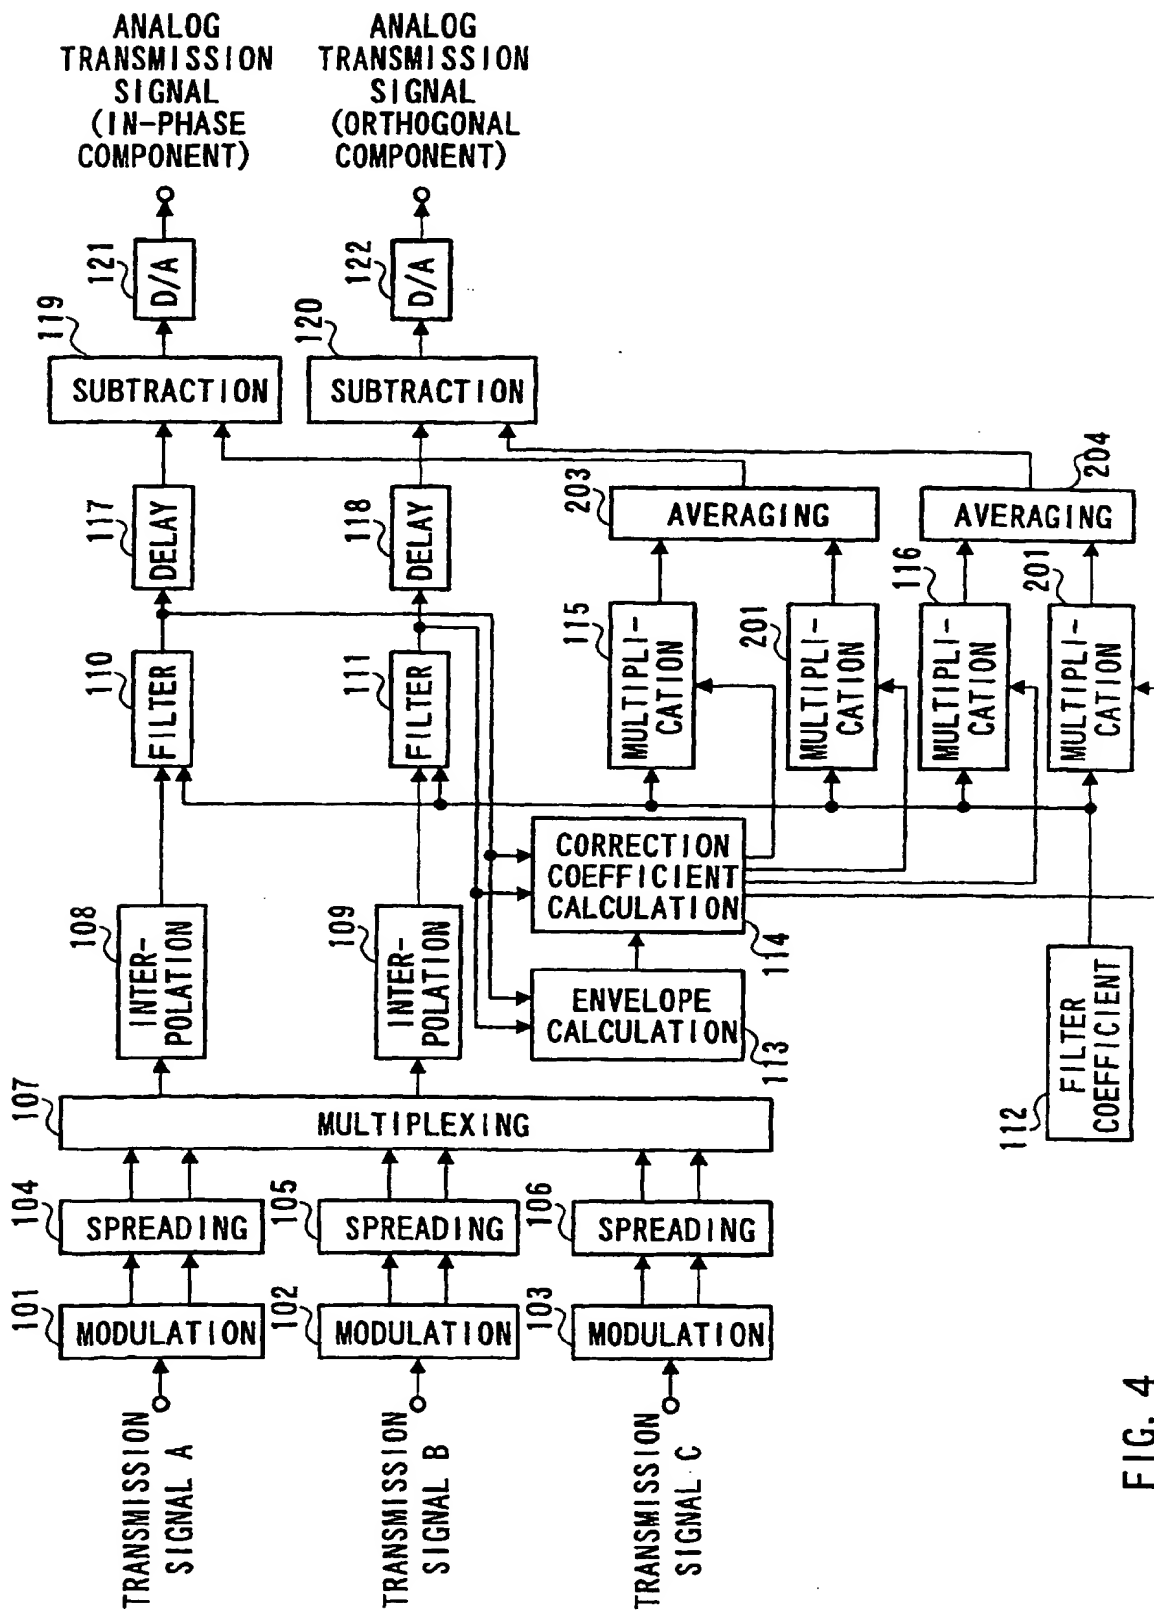 TRANSMISSION
SIGNAL A
TRANSMISSION
SIGNAL B
TRANSMISSION
SIGNAL C
101
MODULATION
102
MODULATION
103
MODULATION
104
SPREADING
105
SPREADING
106
SPREADING
107
MULTIPLEXING
108
INTER-
POLATION
109
INTER-
POLATION
110
FILTER
111
FILTER
117
DELAY
118
DELAY
119
SUBTRACTION
120
SUBTRACTION
121
D/A
122
D/A
ANALOG
TRANSMISSION
SIGNAL
(IN-PHASE
COMPONENT)
ANALOG
TRANSMISSION
SIGNAL
(ORTHOGONAL
COMPONENT)
ENVELOPE
CALCULATION
113
CORRECTION
COEFFICIENT
CALCULATION
114
112
FILTER
COEFFICIENT
115
MULTIPLI-
CATION
201
MULTIPLI-
CATION
116
MULTIPLI-
CATION
201
MULTIPLI-
CATION
203
AVERAGING
AVERAGING
204
FIG. 4